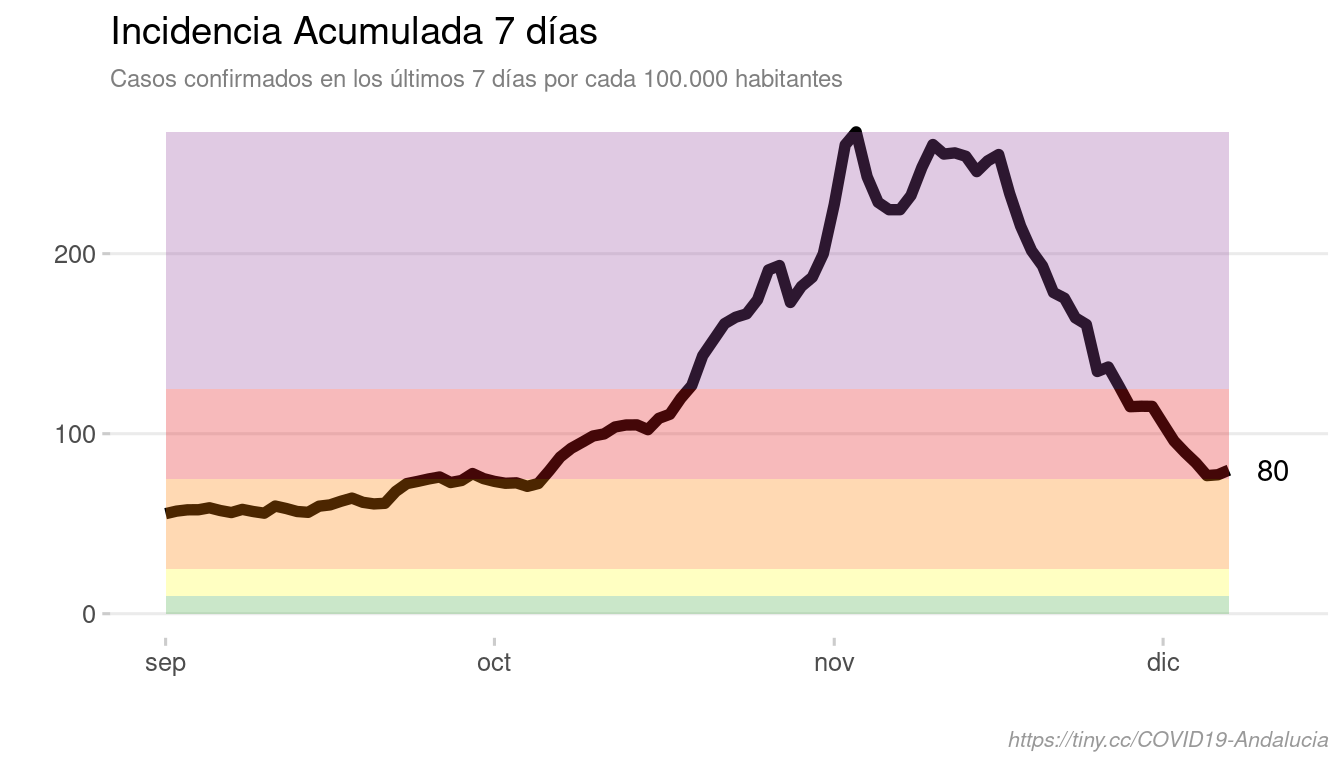 Incidencia Acumulada 7 días
Casos confirmados en los últimos 7 días por cada 100.000 habitantes
200
100
80
0
sep oct nov dic
https://tiny.cc/COVID19-Andalucia